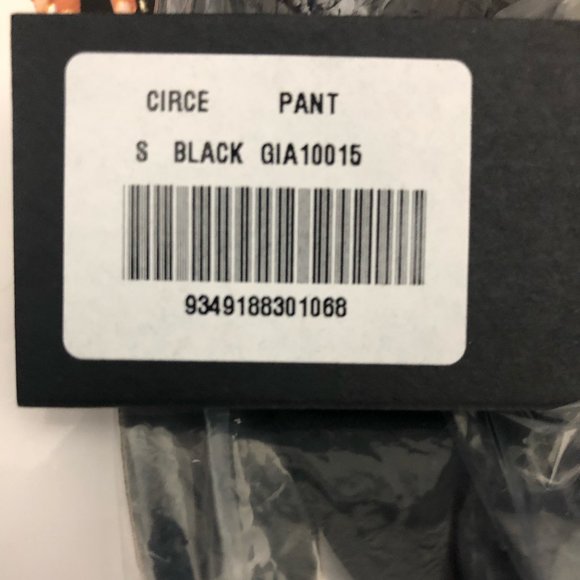 CIRCE PANT
S BLACK GIA10015
9349188301068